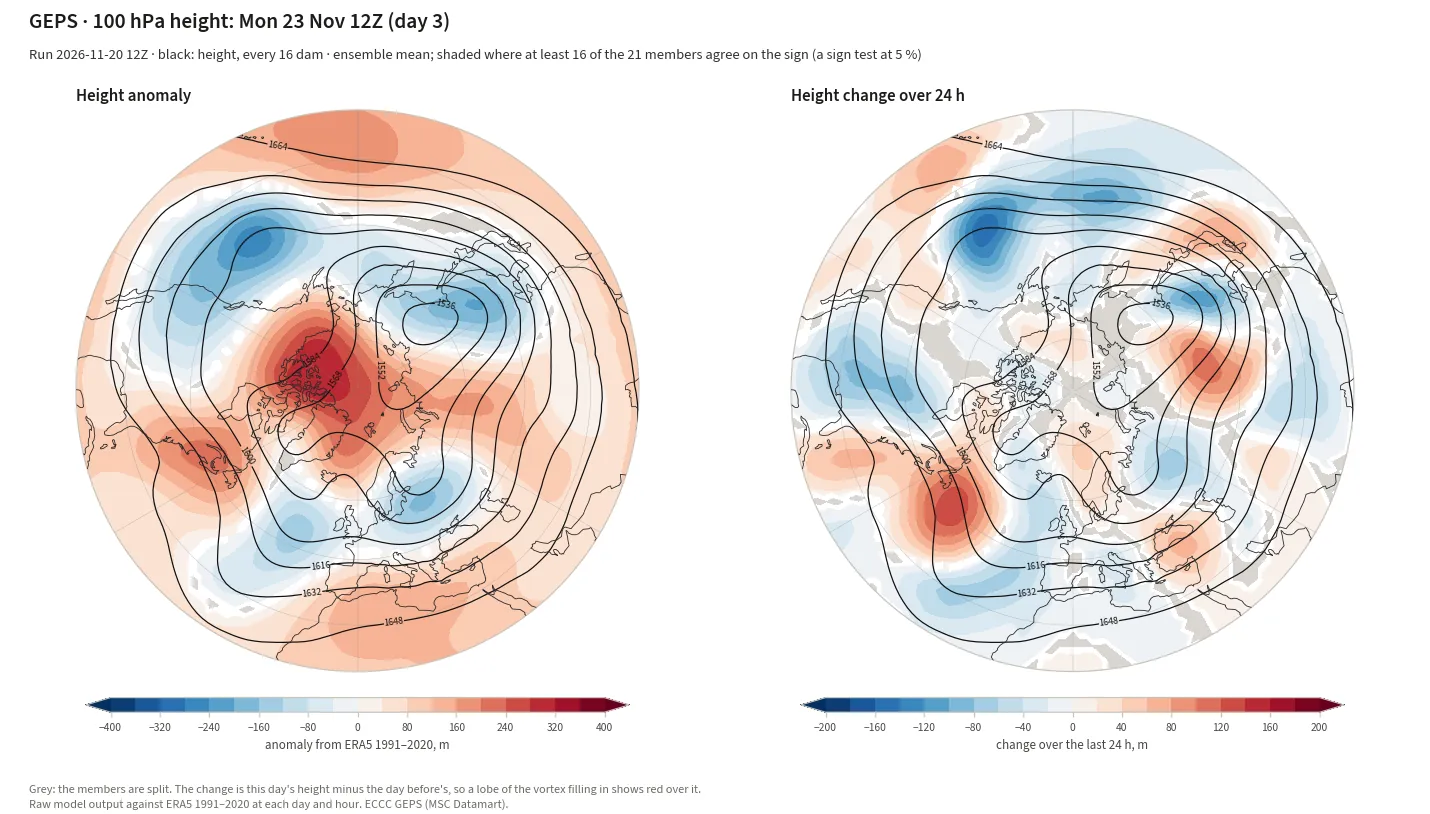 GEPS · 100 hPa height: Mon 23 Nov 12Z (day 3)
Run 2026-11-20 12Z · black: height, every 16 dam · ensemble mean; shaded where at least 16 of the 21 members agree on the sign (a sign test at 5 %)
Height anomaly
Height change over 24 h
1664
1536
1584
1568
1552
1600
1616
1632
1648
1664
1536
1584
1568
1552
1600
1616
1632
1648
−400 −320 −240 −160 −80 0 80 160 240 320 400
anomaly from ERA5 1991–2020, m
−200 −160 −120 −80 −40 0 40 80 120 160 200
change over the last 24 h, m
Grey: the members are split. The change is this day's height minus the day before's, so a lobe of the vortex filling in shows red over it.
Raw model output against ERA5 1991–2020 at each day and hour. ECCC GEPS (MSC Datamart).